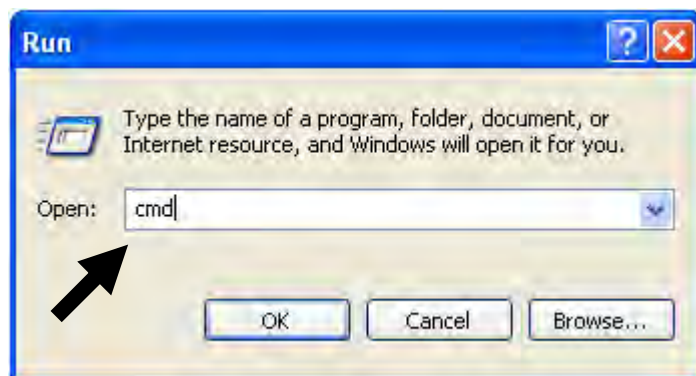 Run
Type the name of a program, folder, document, or
Internet resource, and Windows will open it for you.
Open: cmd
OK Cancel Browse...